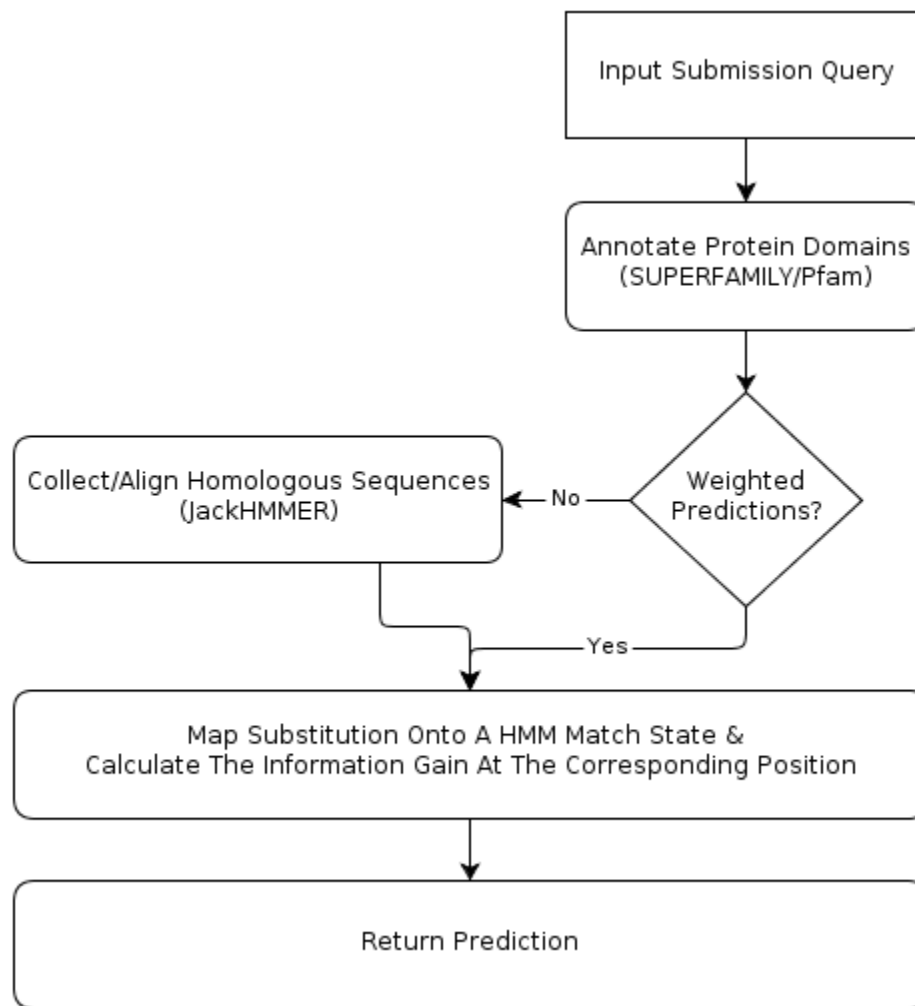 Input Submission Query
Annotate Protein Domains
(SUPERFAMILY/Pfam)
Weighted
Predictions?
No
Collect/Align Homologous Sequences
(JackHMMER)
Yes
Map Substitution Onto A HMM Match State &
Calculate The Information Gain At The Corresponding Position
Return Prediction